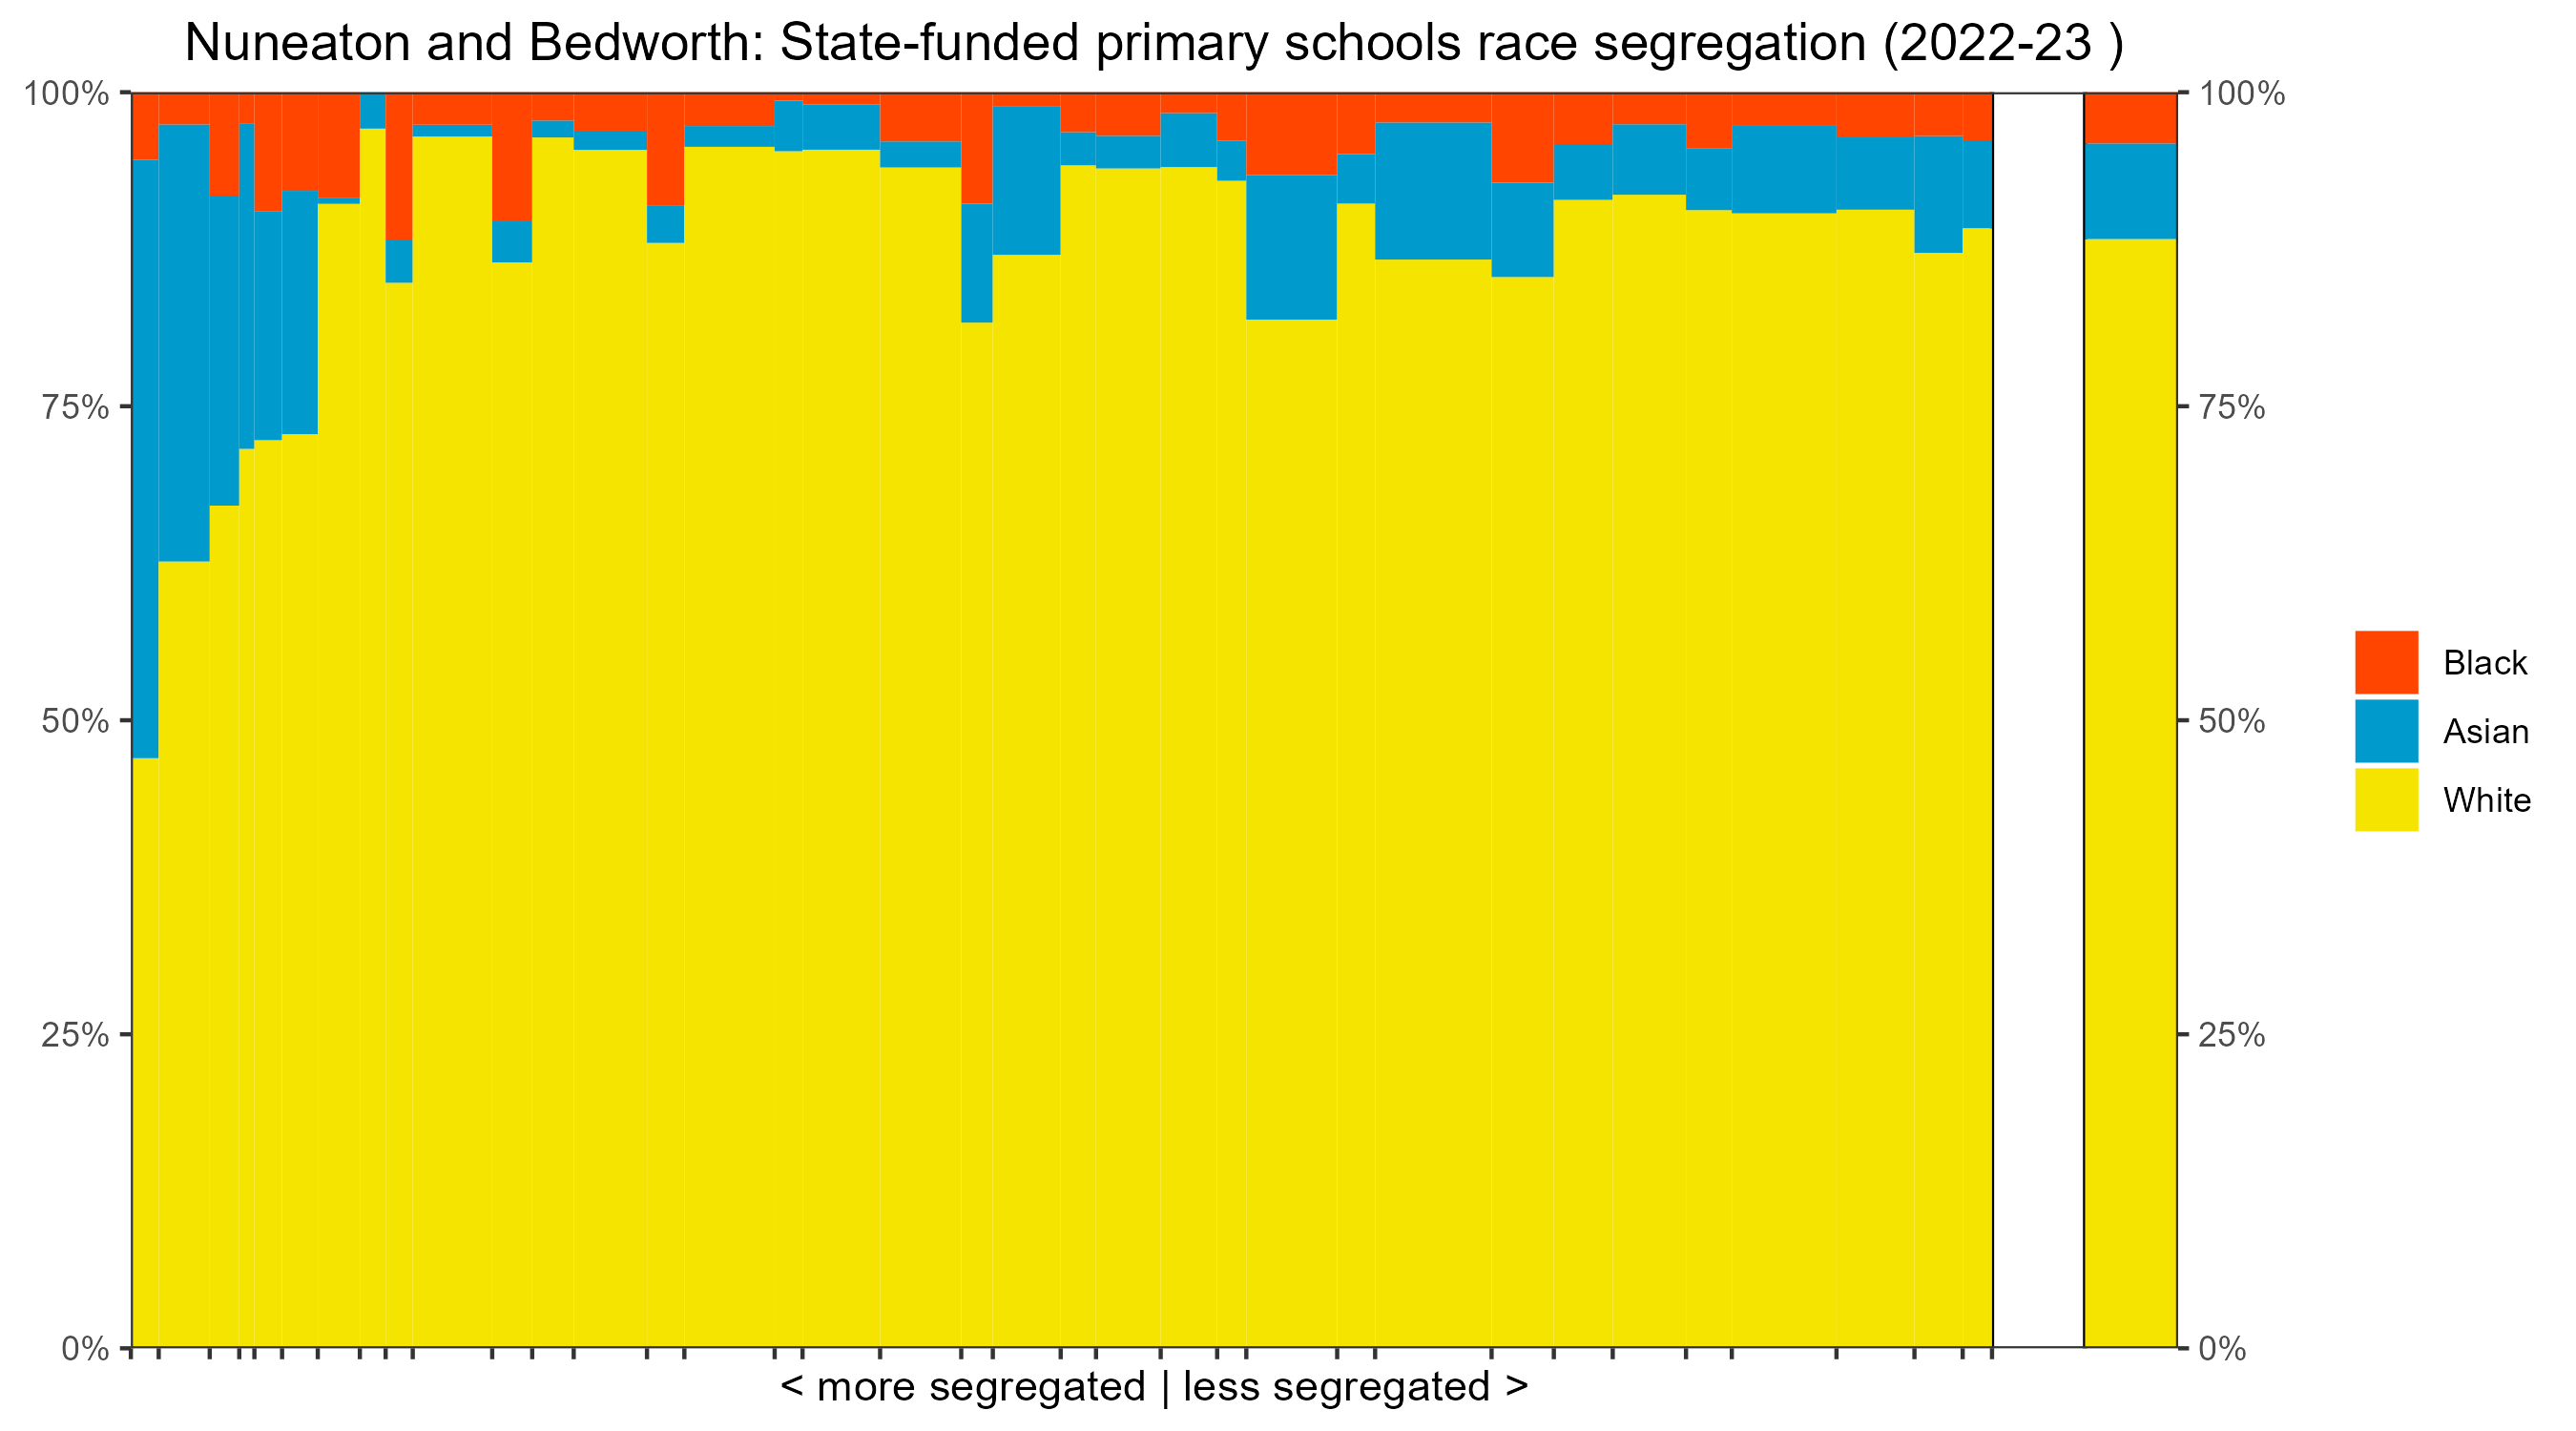 Nuneaton and Bedworth: State-funded primary schools race segregation (2022-23 )
100%
75%
50%
25%
0%
100%
75%
50%
25%
0%
Black
Asian
White
< more segregated | less segregated >